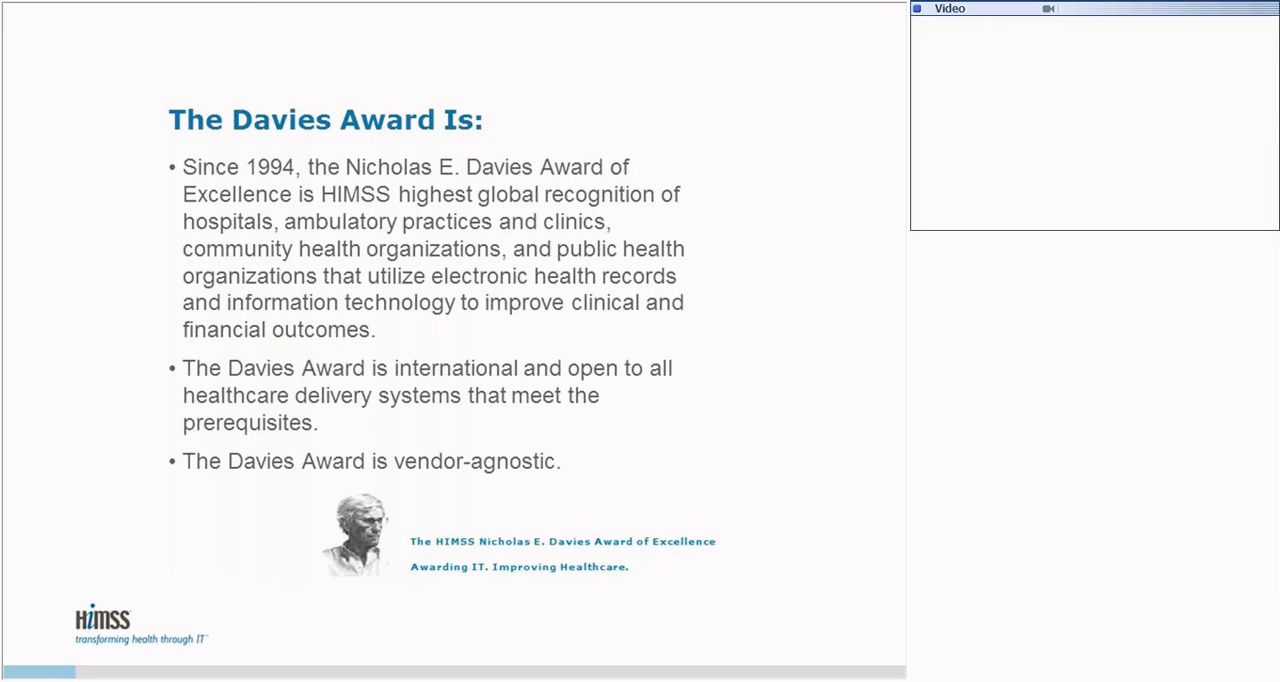 Video
The Davies Award Is:
• Since 1994, the Nicholas E. Davies Award of
Excellence is HIMSS highest global recognition of
hospitals, ambulatory practices and clinics,
community health organizations, and public health
organizations that utilize electronic health records
and information technology to improve clinical and
financial outcomes.
• The Davies Award is international and open to all
healthcare delivery systems that meet the
prerequisites.
• The Davies Award is vendor-agnostic.
The HIMSS Nicholas E. Davies Award of Excellence
Awarding IT. Improving Healthcare.
HiMSS
transforming health through IT™